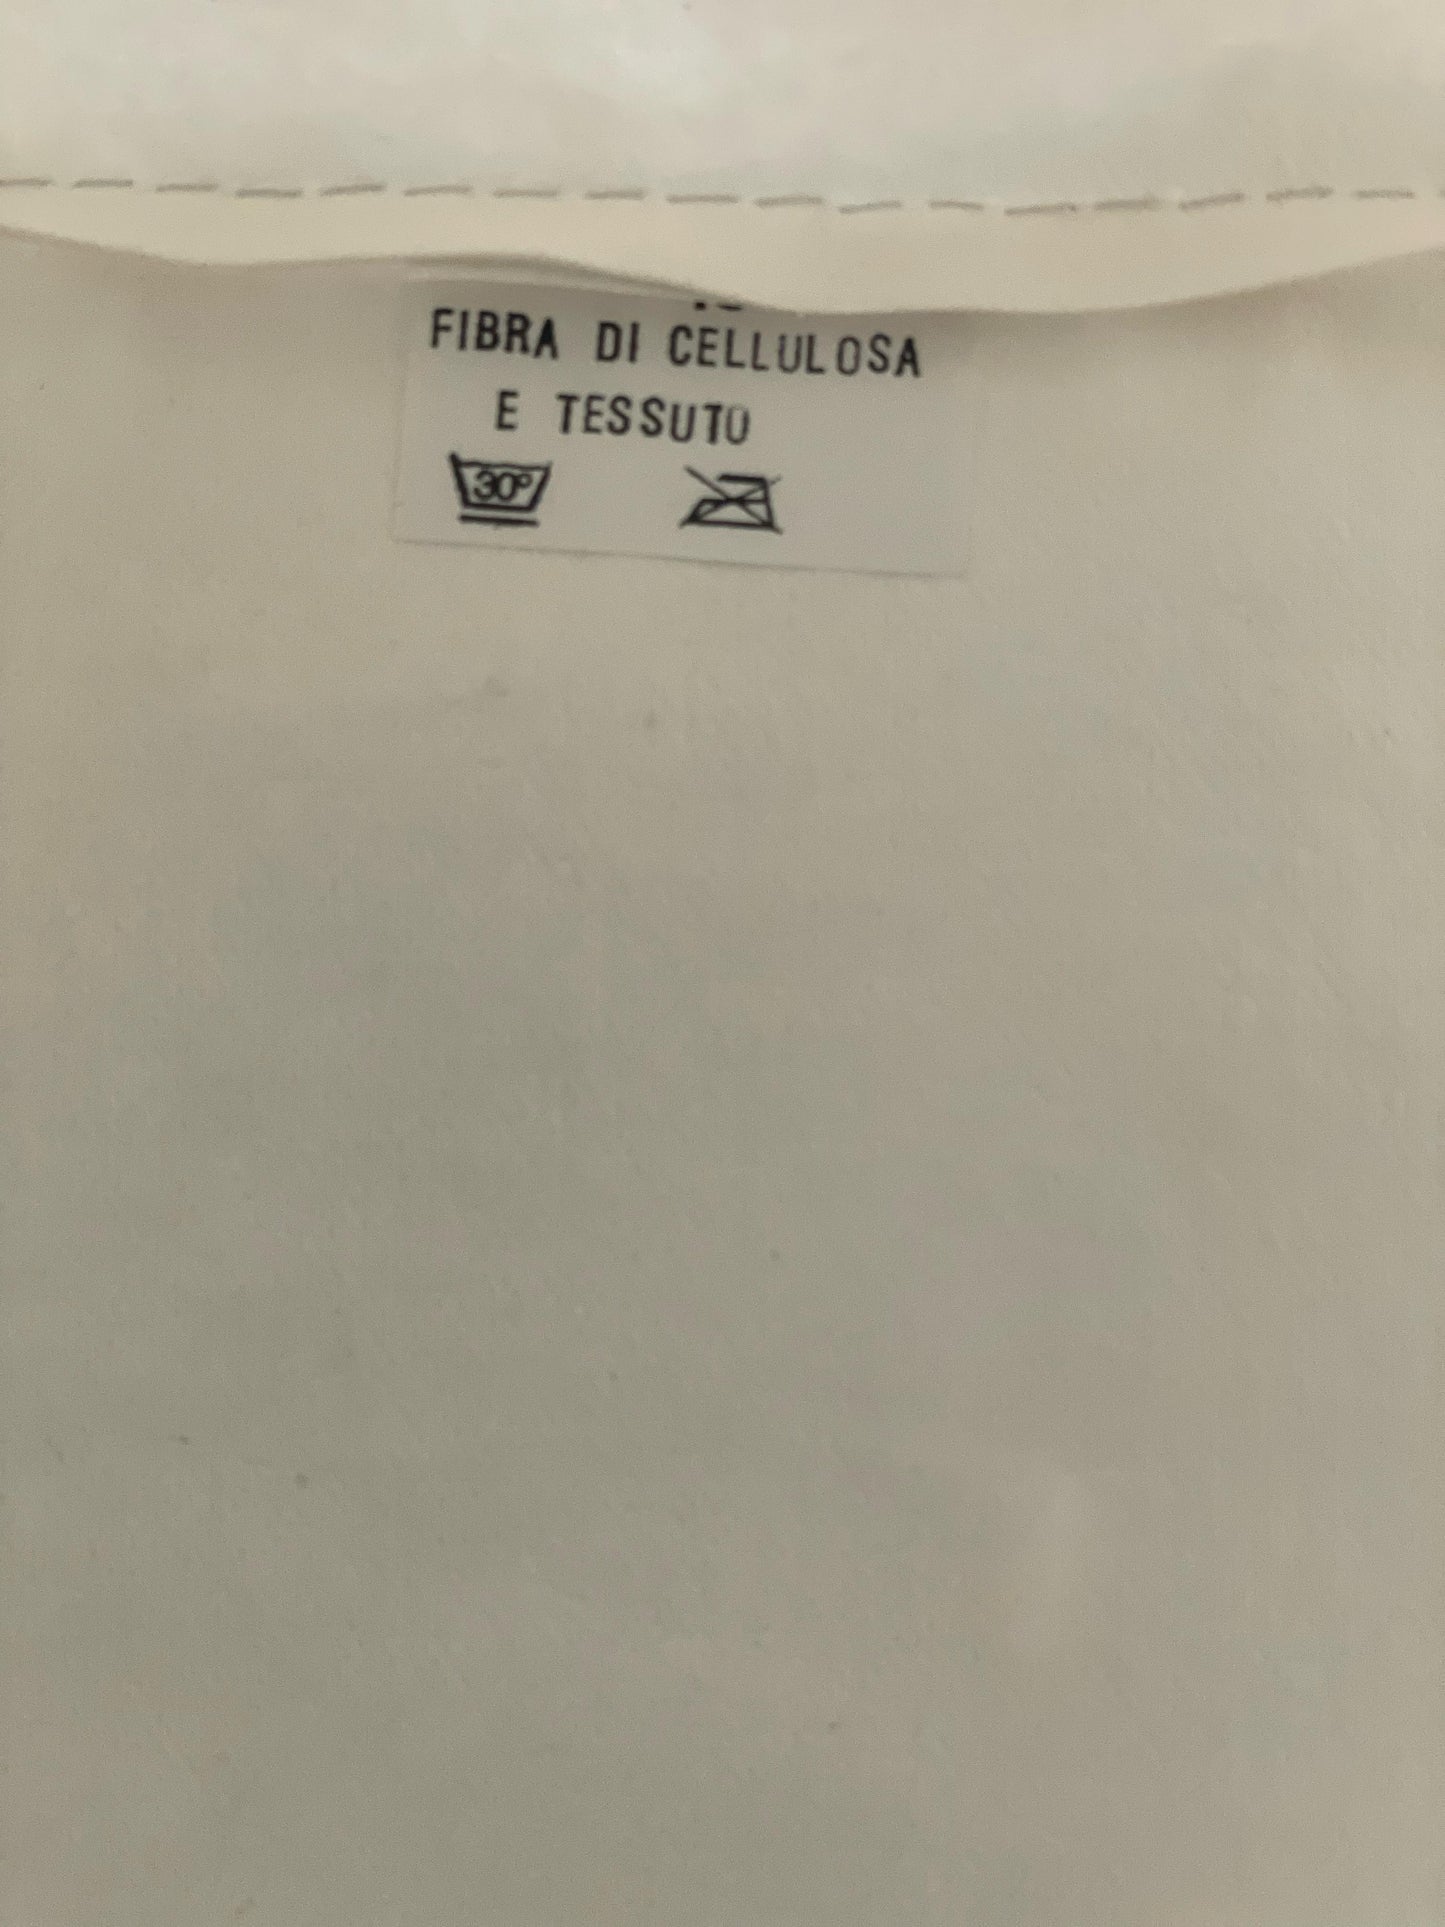 FIBRA DI CELLULOSA
E TESSUTO
30°